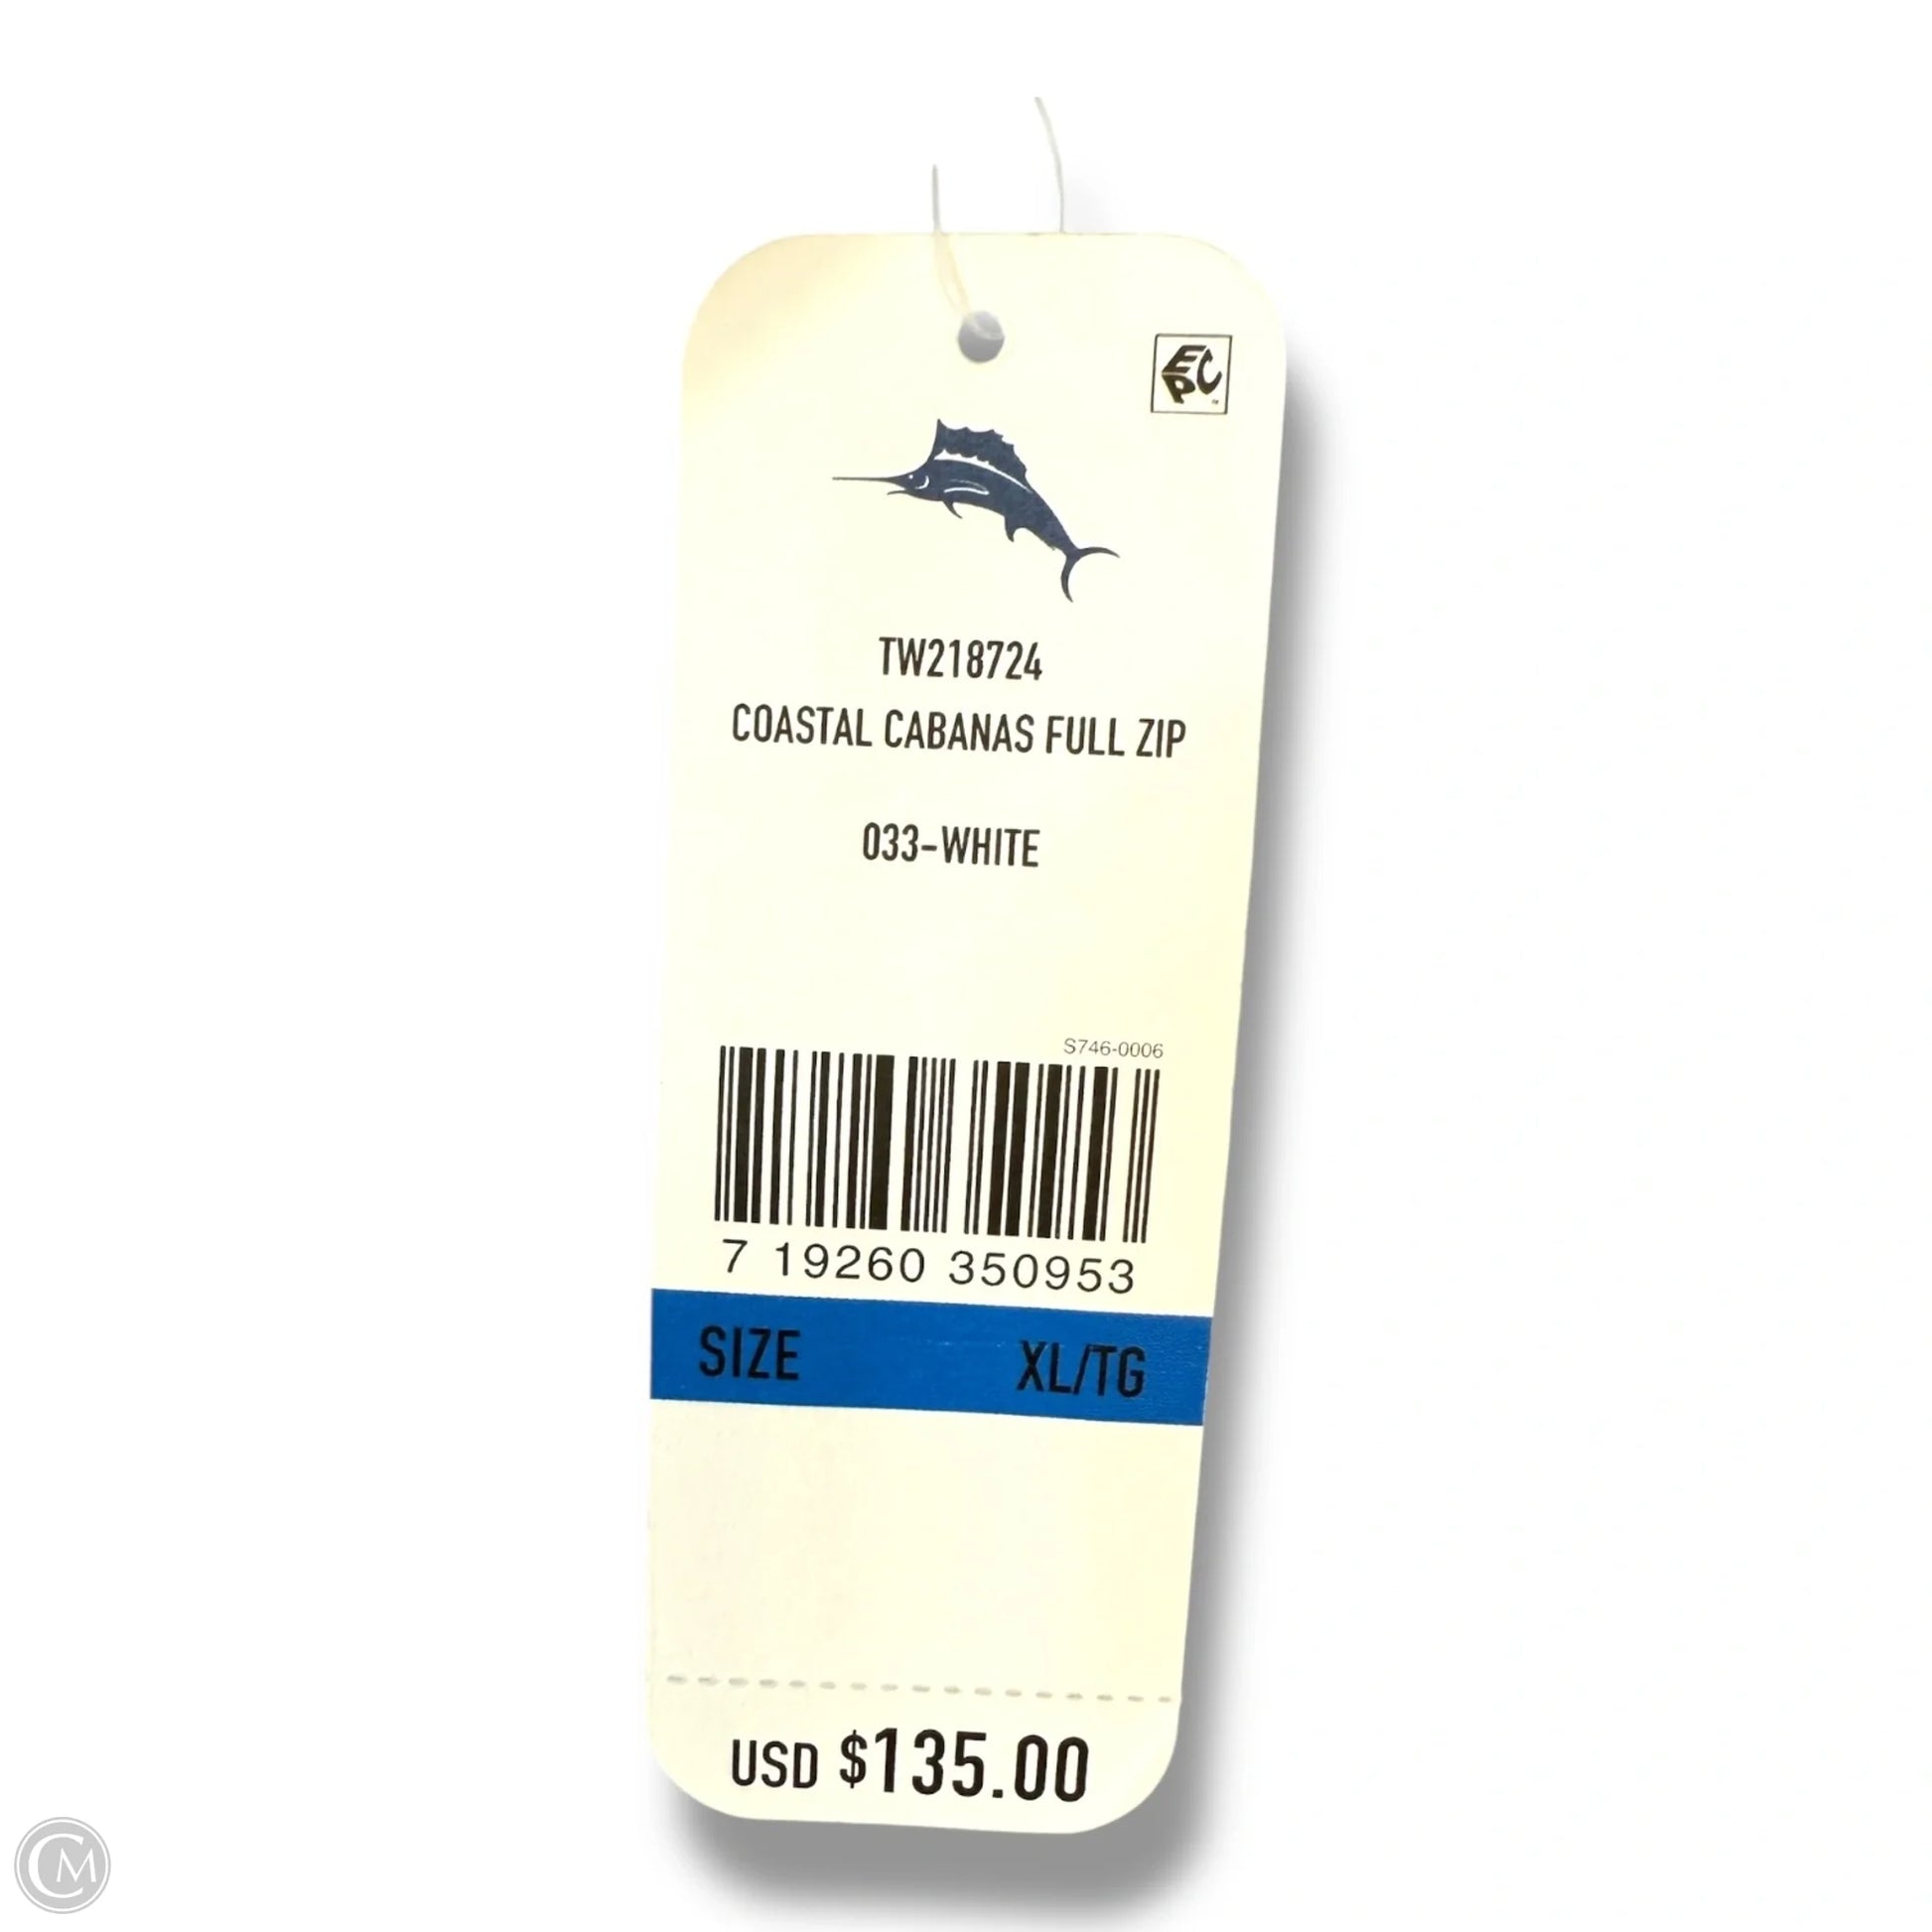 EPC
TW218724
COASTAL CABANAS FULL ZIP
033-WHITE
S746-0006
7 19260 350953
SIZE XL/TG
USD $135.00
CM